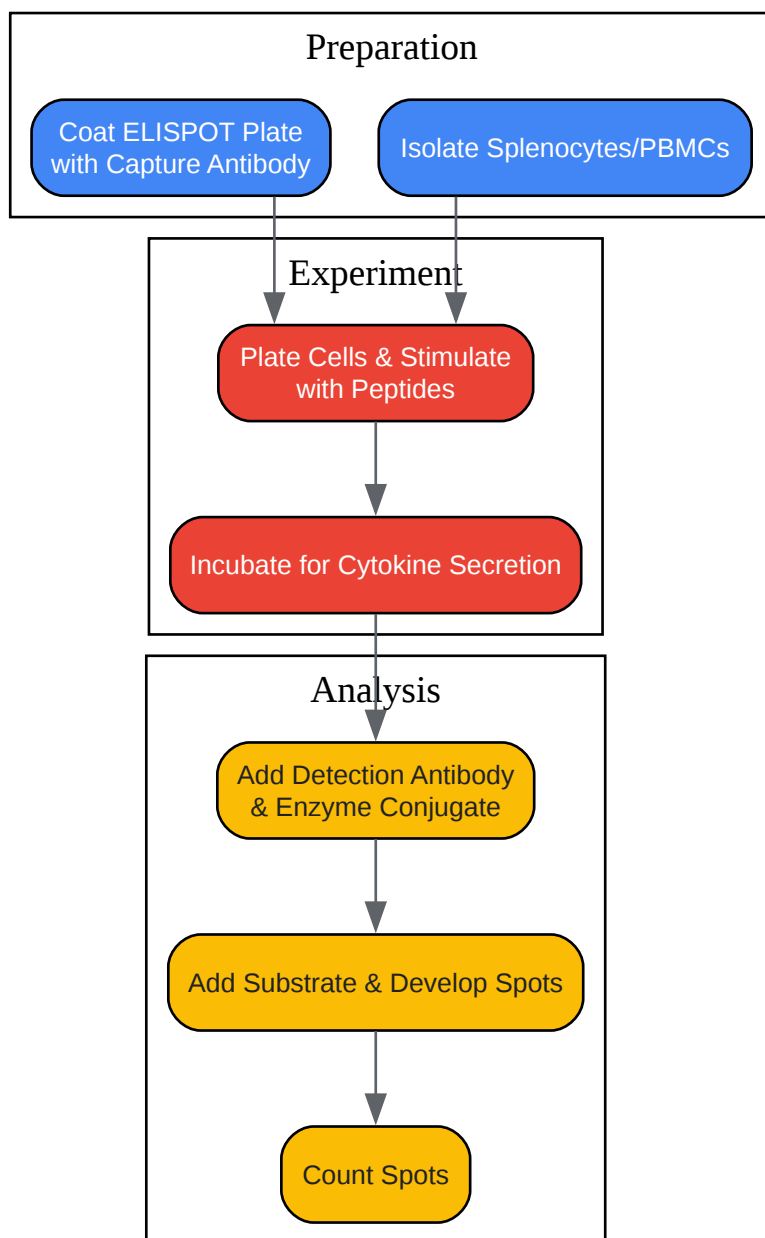 Preparation
Coat ELISPOT Plate
with Capture Antibody
Isolate Splenocytes/PBMCs
Experiment
Plate Cells & Stimulate
with Peptides
Incubate for Cytokine Secretion
Analysis
Add Detection Antibody
& Enzyme Conjugate
Add Substrate & Develop Spots
Count Spots